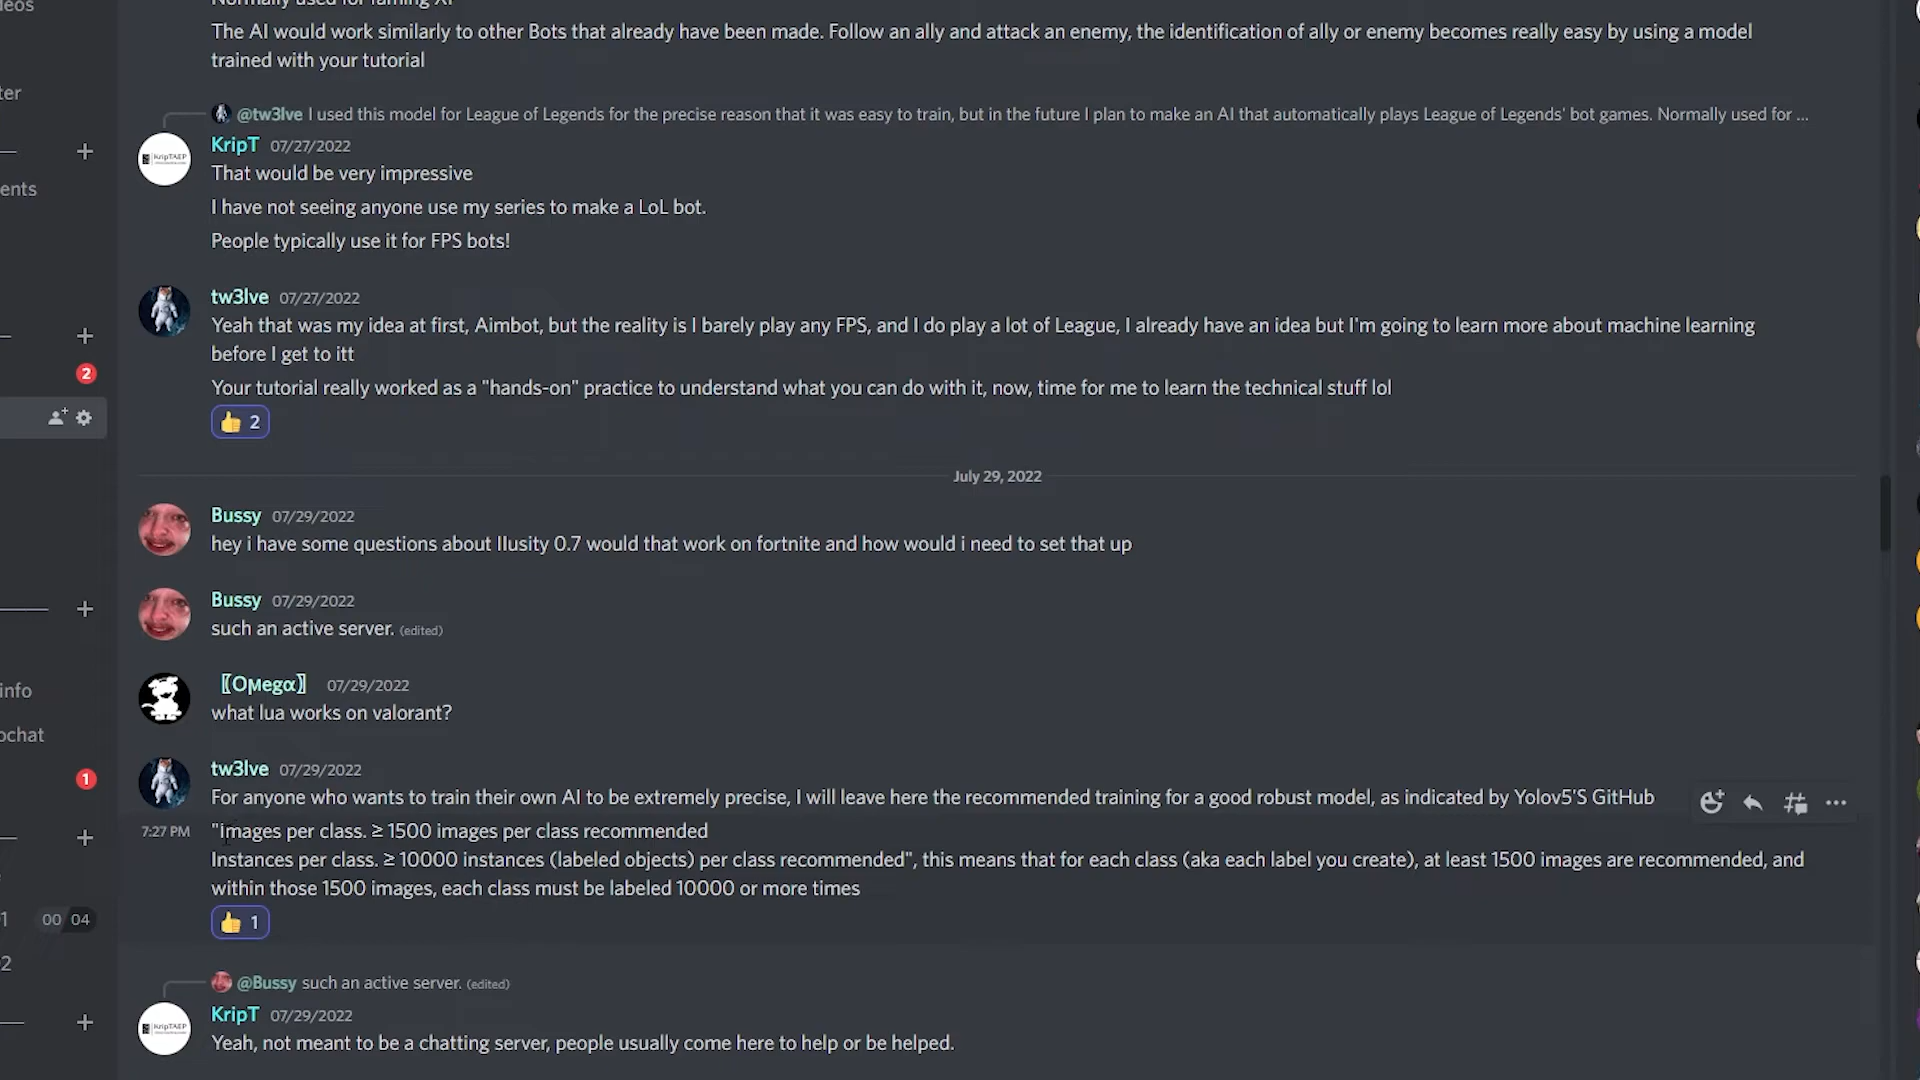 The AI would work similarly to other Bots that already have been made. Follow an ally and attack an enemy, the identification of ally or enemy becomes really easy by using a model
trained with your tutorial
ter
@tw3lve I used this model for League of Legends for the precise reason that it was easy to train, but in the future I plan to make an AI that automatically plays League of Legends' bot games. Normally used for ...
KripT 07/27/2022
That would be very impressive
ents
I have not seeing anyone use my series to make a LoL bot.
People typically use it for FPS bots!
tw3lve 07/27/2022
Yeah that was my idea at first, Aimbot, but the reality is I barely play any FPS, and I do play a lot of League, I already have an idea but I'm going to learn more about machine learning
before I get to itt
2
Your tutorial really worked as a "hands-on" practice to understand what you can do with it, now, time for me to learn the technical stuff lol
2
July 29, 2022
Bussy 07/29/2022
hey i have some questions about Ilusity 0.7 would that work on fortnite and how would i need to set that up
Bussy 07/29/2022
such an active server. (edited)
info
〖Oϻegα〗 07/29/2022
what lua works on valorant?
ochat
tw3lve 07/29/2022
1
For anyone who wants to train their own AI to be extremely precise, I will leave here the recommended training for a good robust model, as indicated by Yolov5'S GitHub
7:27 PM "Images per class. ≥ 1500 images per class recommended
Instances per class. ≥ 10000 instances (labeled objects) per class recommended", this means that for each class (aka each label you create), at least 1500 images are recommended, and
within those 1500 images, each class must be labeled 10000 or more times
1 00 04
1
2
@Bussy such an active server. (edited)
KripT 07/29/2022
Yeah, not meant to be a chatting server, people usually come here to help or be helped.